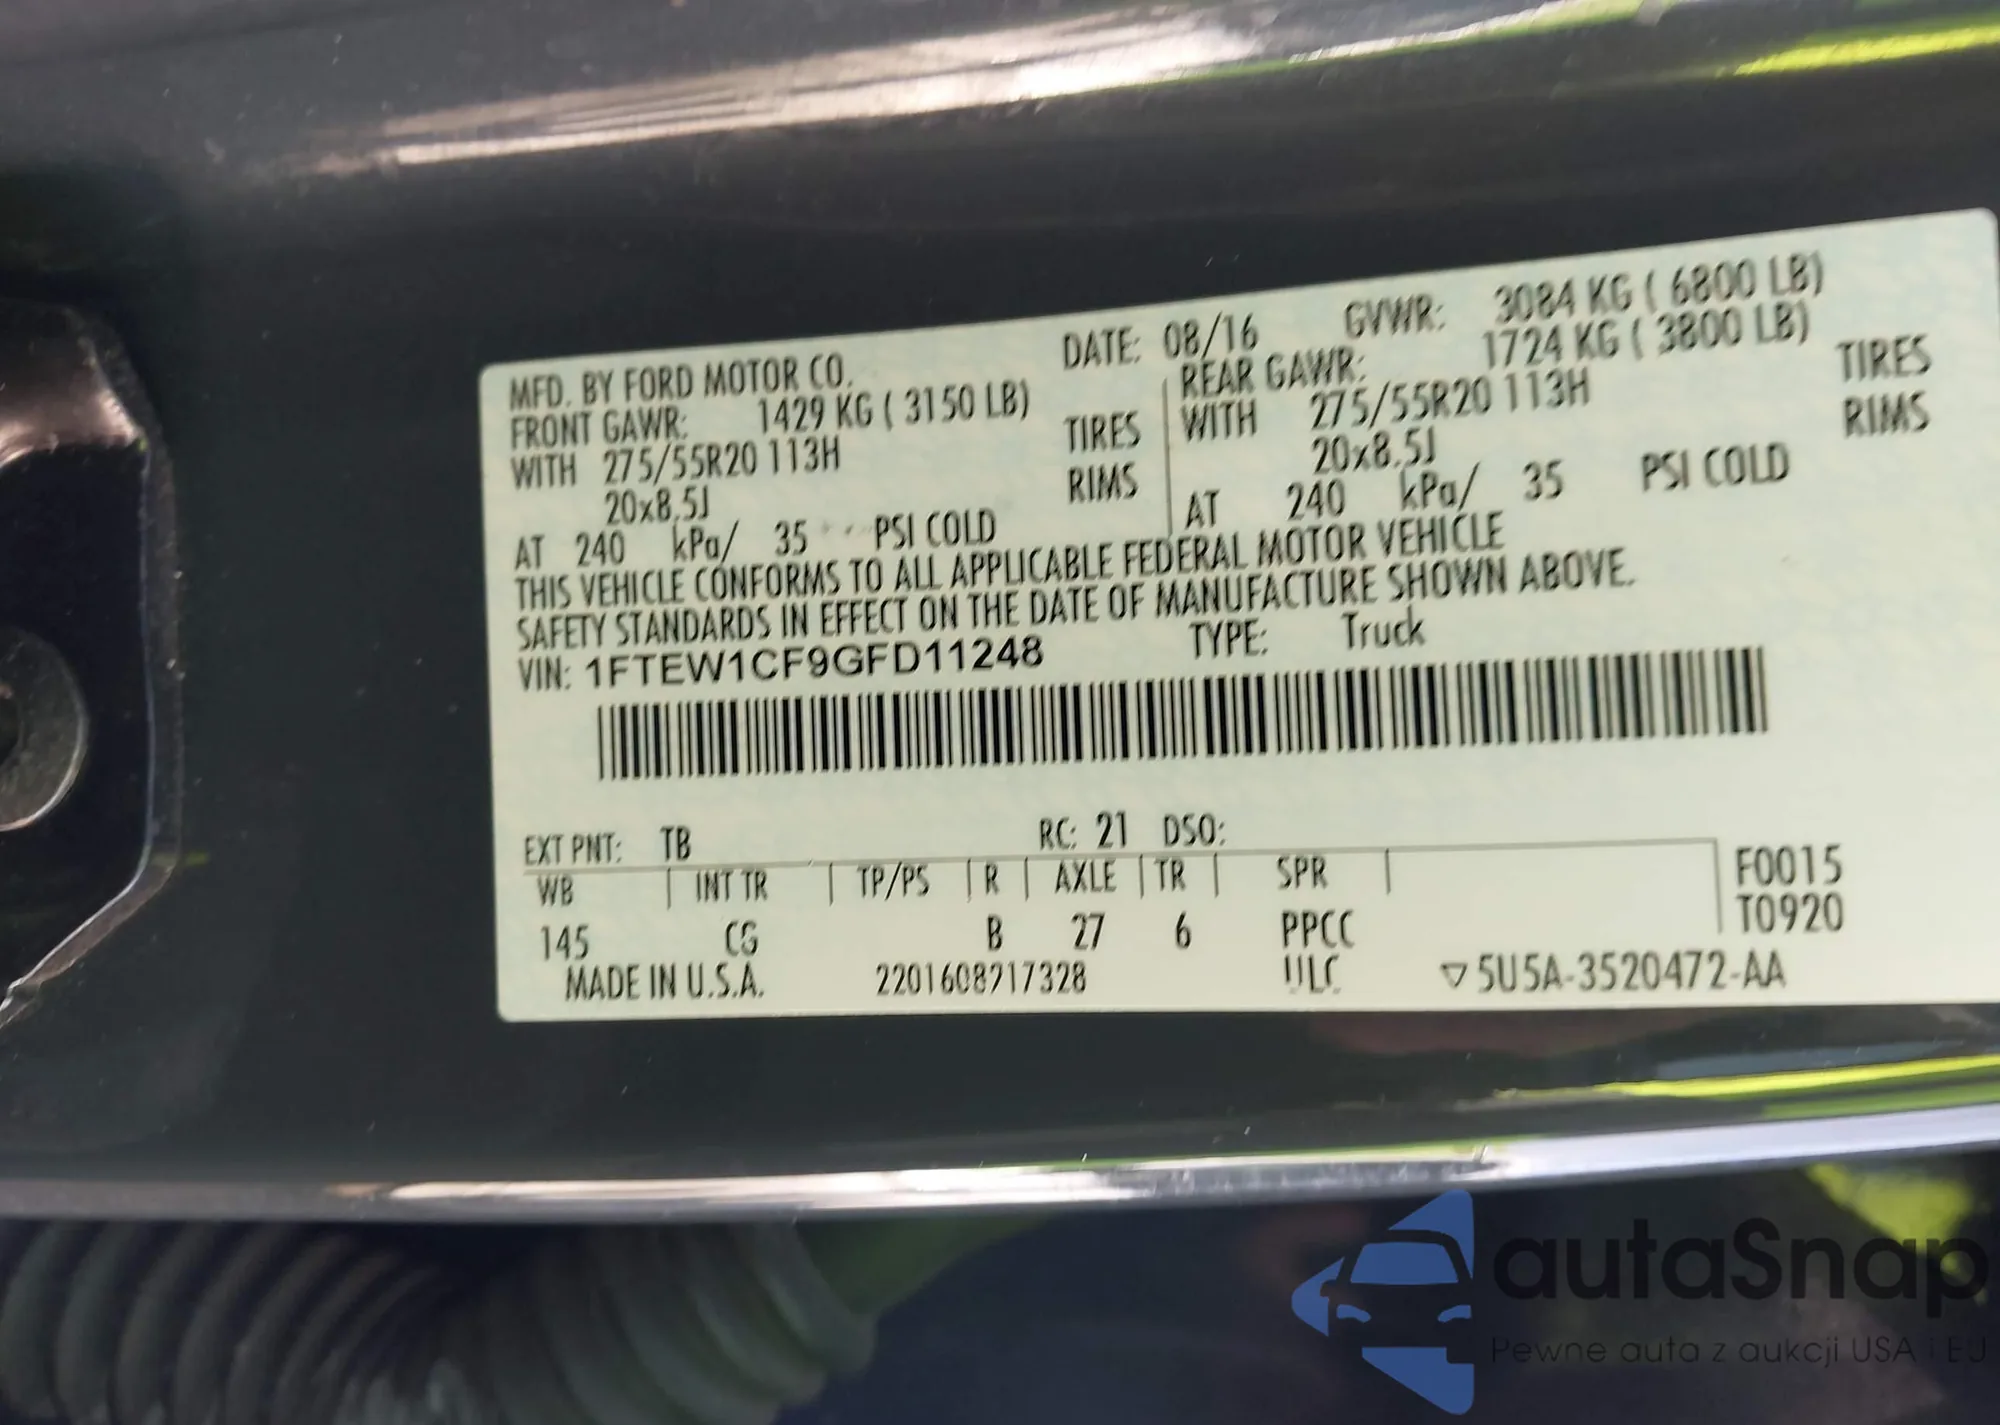 MFD. BY FORD MOTOR CO. DATE: 08/16 GVWR: 3084 KG ( 6800 LB)
FRONT GAWR: 1429 KG ( 3150 LB) REAR GAWR: 1724 KG ( 3800 LB)
WITH 275/55R20 113H TIRES WITH 275/55R20 113H TIRES
20x8.5J RIMS 20x8.5J RIMS
AT 240 kPa/ 35 PSI COLD AT 240 kPa/ 35 PSI COLD
THIS VEHICLE CONFORMS TO ALL APPLICABLE FEDERAL MOTOR VEHICLE
SAFETY STANDARDS IN EFFECT ON THE DATE OF MANUFACTURE SHOWN ABOVE.
VIN: 1FTEW1CF9GFD11248 TYPE: Truck
EXT PNT: TB RC: 21 DSO:
WB INT TR TP/PS R AXLE TR SPR F0015
145 CG B 27 6 PPCC T0920
MADE IN U.S.A. 2201608217328 ULC ▽5U5A-3520472-AA
autaSnap
Pewne auta z aukcji USA i EU